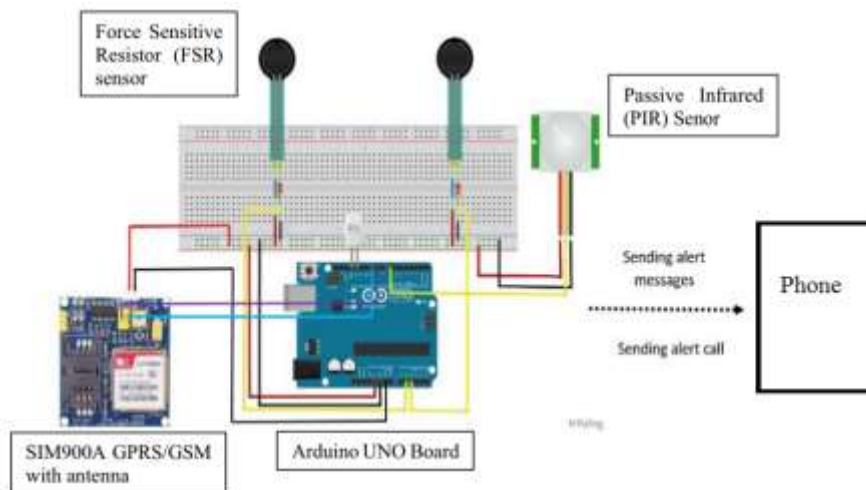 Force Sensitive
Resistor (FSR)
sensor
Passive Infrared
(PIR) Senor
Sending alert
messages
Phone
Sending alert call
SIM900A GPRS/GSM
with antenna
Arduino UNO Board